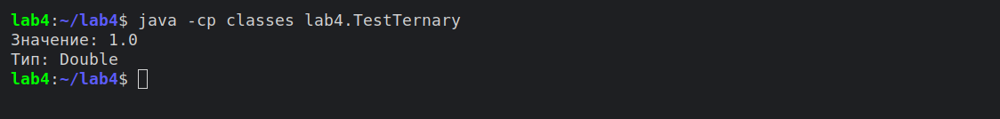 lab4:~/lab4$ java -cp classes lab4.TestTernary
Значение: 1.0
Тип: Double
lab4:~/lab4$